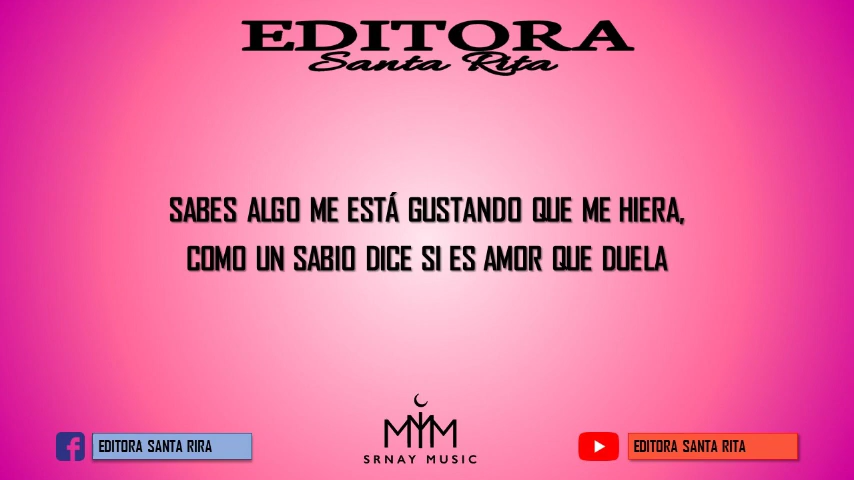 EDITORA
Santa Rita
SABES ALGO ME ESTÁ GUSTANDO QUE ME HIERA,
COMO UN SABIO DICE SI ES AMOR QUE DUELA
MYM
SRNAY MUSIC
EDITORA SANTA RIRA
EDITORA SANTA RITA